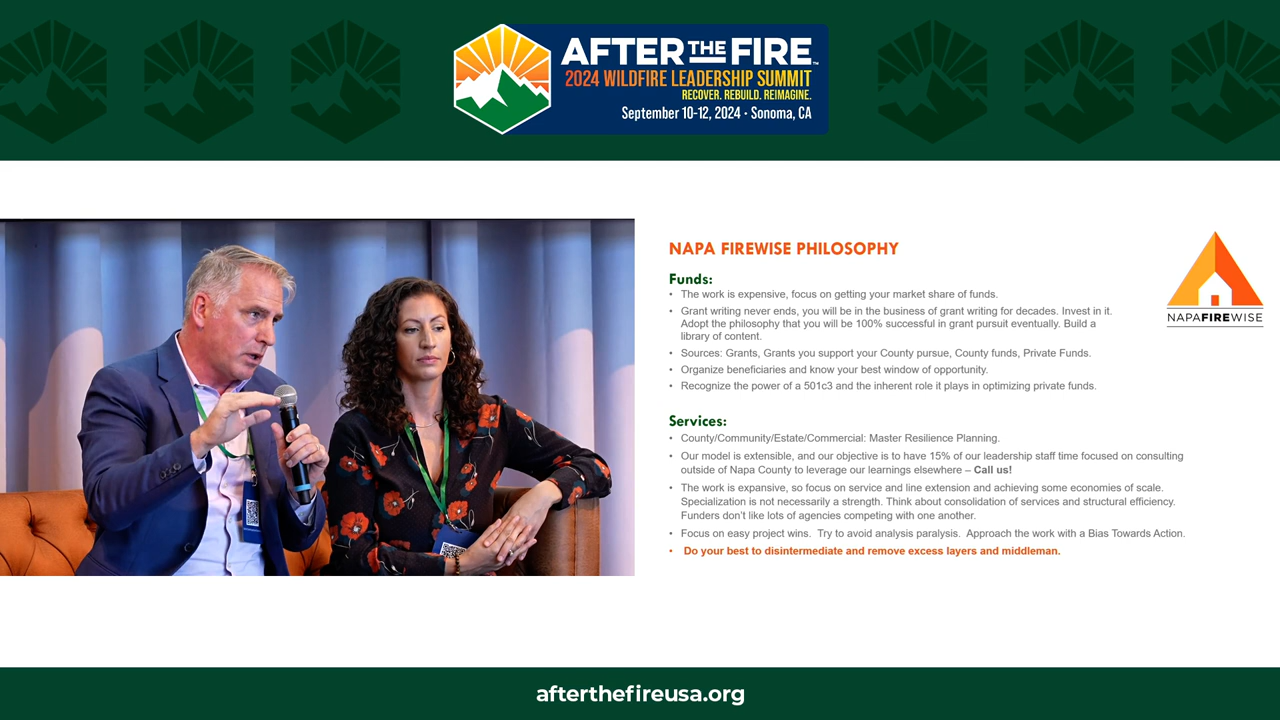 AFTER THE FIRE™
2024 WILDFIRE LEADERSHIP SUMMIT
RECOVER. REBUILD. REIMAGINE.
September 10-12, 2024 · Sonoma, CA
NAPA FIREWISE PHILOSOPHY
NAPAFIREWISE
Funds:
• The work is expensive, focus on getting your market share of funds.
• Grant writing never ends, you will be in the business of grant writing for decades. Invest in it.
Adopt the philosophy that you will be 100% successful in grant pursuit eventually. Build a
library of content.
• Sources: Grants, Grants you support your County pursue, County funds, Private Funds.
• Organize beneficiaries and know your best window of opportunity.
• Recognize the power of a 501c3 and the inherent role it plays in optimizing private funds.
Services:
• County/Community/Estate/Commercial: Master Resilience Planning.
• Our model is extensible, and our objective is to have 15% of our leadership staff time focused on consulting
outside of Napa County to leverage our learnings elsewhere – Call us!
• The work is expansive, so focus on service and line extension and achieving some economies of scale.
Specialization is not necessarily a strength. Think about consolidation of services and structural efficiency.
Funders don't like lots of agencies competing with one another.
• Focus on easy project wins. Try to avoid analysis paralysis. Approach the work with a Bias Towards Action.
• Do your best to disintermediate and remove excess layers and middleman.
afterthefireusa.org